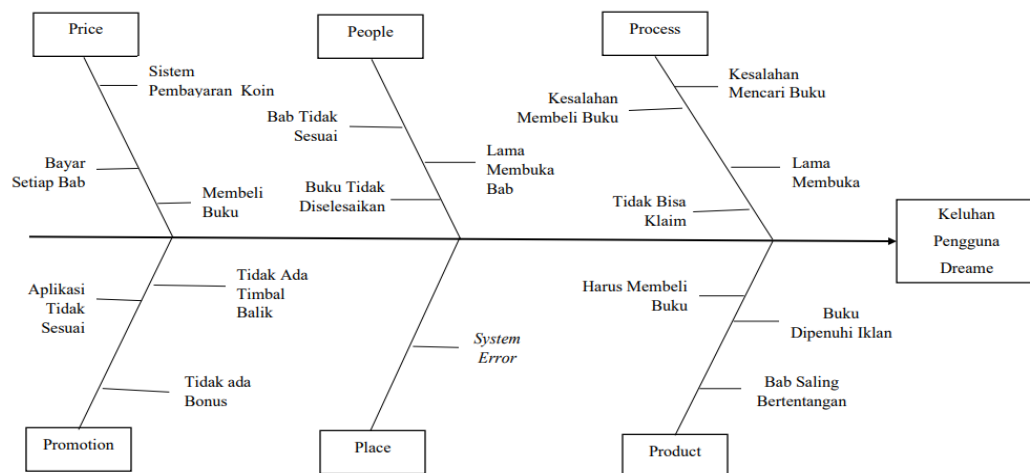 Price
People
Process
Sistem
Pembayaran Koin
Bayar
Setiap Bab
Membeli
Buku
Bab Tidak
Sesuai
Lama
Membuka
Bab
Buku Tidak
Diselesaikan
Kesalahan
Mencari Buku
Kesalahan
Membeli Buku
Lama
Membuka
Tidak Bisa
Klaim
Keluhan
Pengguna
Dreame
Tidak Ada
Timbal
Balik
Aplikasi
Tidak
Sesuai
Tidak ada
Bonus
System
Error
Harus Membeli
Buku
Buku
Dipenuhi Iklan
Bab Saling
Bertentangan
Promotion
Place
Product